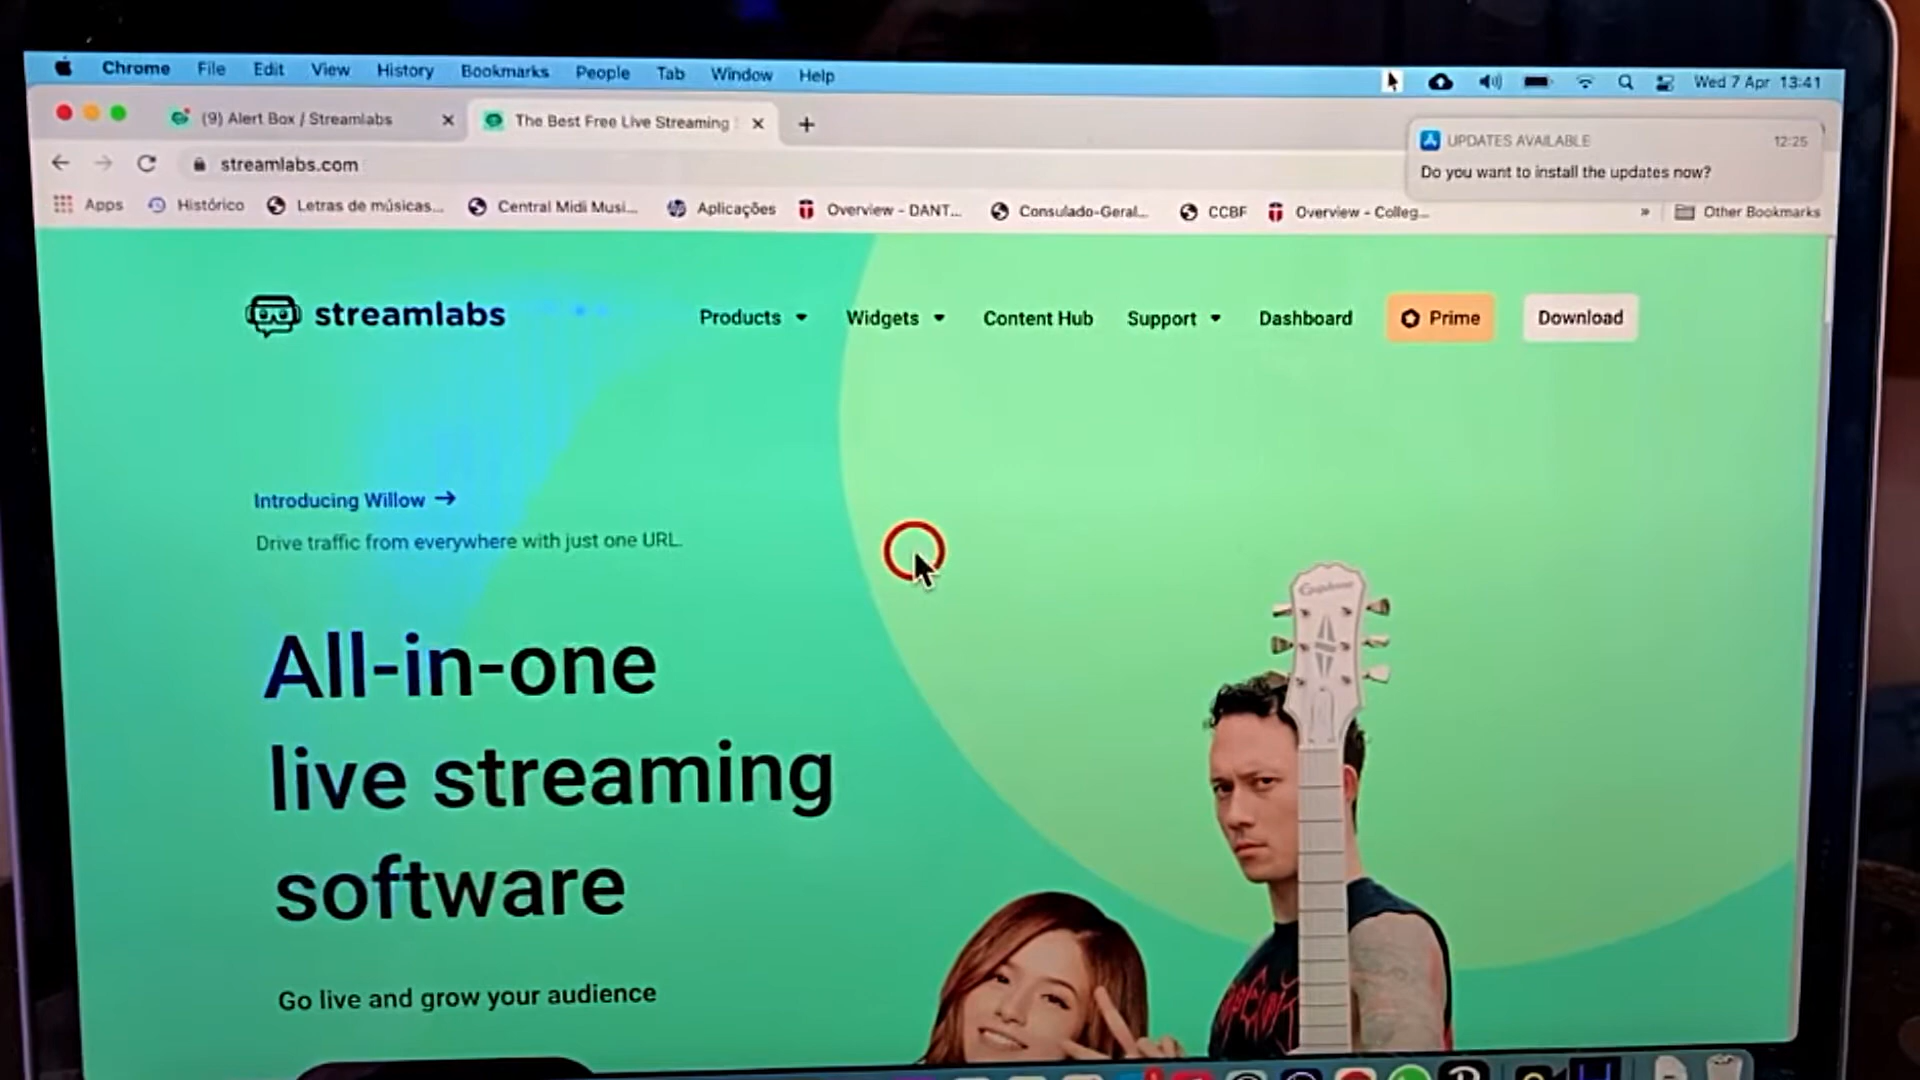 Chrome File Edit View History Bookmarks People Tab Window Help Wed 7 Apr 13:41
(9) Alert Box / Streamlabs The Best Free Live Streaming
UPDATES AVAILABLE 12:25
Do you want to install the updates now?
streamlabs.com
Apps Histórico Letras de músicas... Central Midi Musi... Aplicações Overview - DANT... Consulado-Geral... CCBF Overview - Colleg... » Other Bookmarks
streamlabs Products Widgets Content Hub Support Dashboard Prime Download
Introducing Willow →
Drive traffic from everywhere with just one URL.
All-in-one
live streaming
software
Go live and grow your audience
Epiphone